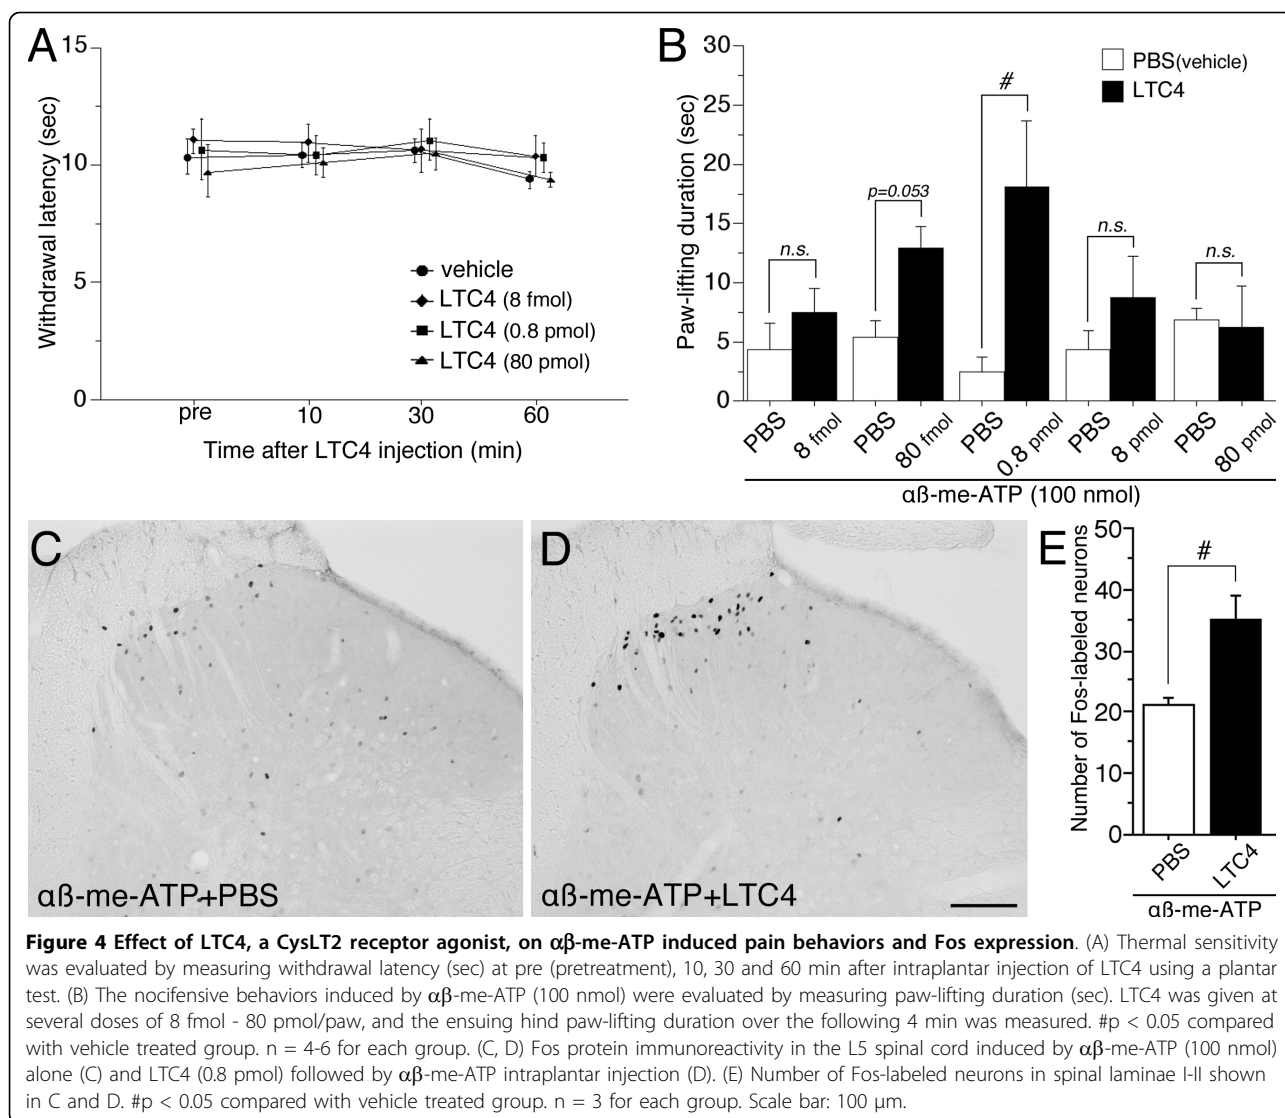 A
15
10
5
0
Withdrawal latency (sec)
vehicle
LTC4 (8 fmol)
LTC4 (0.8 pmol)
LTC4 (80 pmol)
pre 10 30 60
Time after LTC4 injection (min)
B
30
25
20
15
10
5
0
Paw-lifting duration (sec)
PBS(vehicle)
LTC4
n.s.
p=0.053
#
n.s.
n.s.
PBS 8 fmol PBS 80 fmol PBS 0.8 pmol PBS 8 pmol PBS 80 pmol
αß-me-ATP (100 nmol)
C
αß-me-ATP+PBS
D
αß-me-ATP+LTC4
E
50
40
30
20
10
0
Number of Fos-labeled neurons
#
PBS LTC4
αß-me-ATP
Figure 4 Effect of LTC4, a CysLT2 receptor agonist, on αβ-me-ATP induced pain behaviors and Fos expression. (A) Thermal sensitivity
was evaluated by measuring withdrawal latency (sec) at pre (pretreatment), 10, 30 and 60 min after intraplantar injection of LTC4 using a plantar
test. (B) The nocifensive behaviors induced by αβ-me-ATP (100 nmol) were evaluated by measuring paw-lifting duration (sec). LTC4 was given at
several doses of 8 fmol - 80 pmol/paw, and the ensuing hind paw-lifting duration over the following 4 min was measured. #p < 0.05 compared
with vehicle treated group. n = 4-6 for each group. (C, D) Fos protein immunoreactivity in the L5 spinal cord induced by αβ-me-ATP (100 nmol)
alone (C) and LTC4 (0.8 pmol) followed by αβ-me-ATP intraplantar injection (D). (E) Number of Fos-labeled neurons in spinal laminae I-II shown
in C and D. #p < 0.05 compared with vehicle treated group. n = 3 for each group. Scale bar: 100 μm.